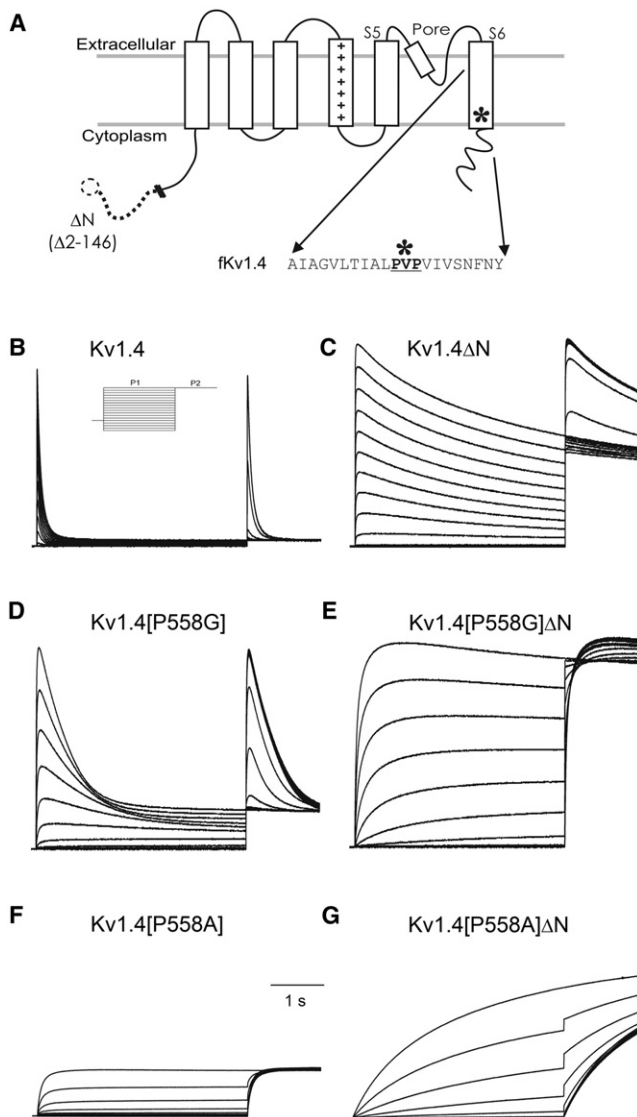 A
Extracellular
S5
Pore
S6
+
+
+
+
+
+
+
*
Cytoplasm
ΔN
(Δ2-146)
*
fKv1.4 AIAGVLTIALPVPVIVSNFNY
B Kv1.4
P1 P2
C Kv1.4ΔN
D Kv1.4[P558G]
E Kv1.4[P558G]ΔN
F Kv1.4[P558A]
1 s
G Kv1.4[P558A]ΔN